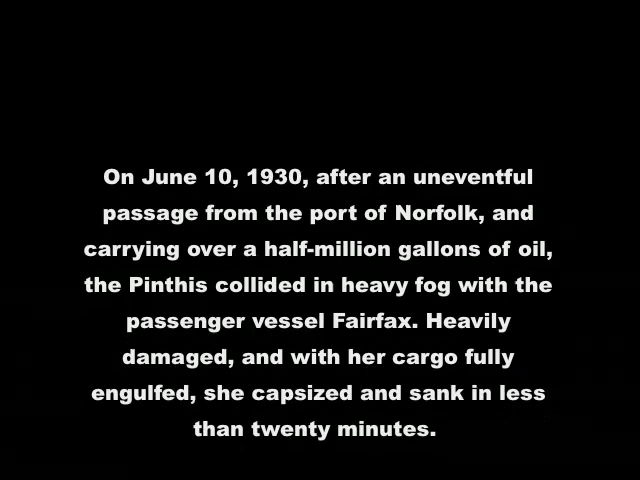 On June 10, 1930, after an uneventful
passage from the port of Norfolk, and
carrying over a half-million gallons of oil,
the Pinthis collided in heavy fog with the
passenger vessel Fairfax. Heavily
damaged, and with her cargo fully
engulfed, she capsized and sank in less
than twenty minutes.